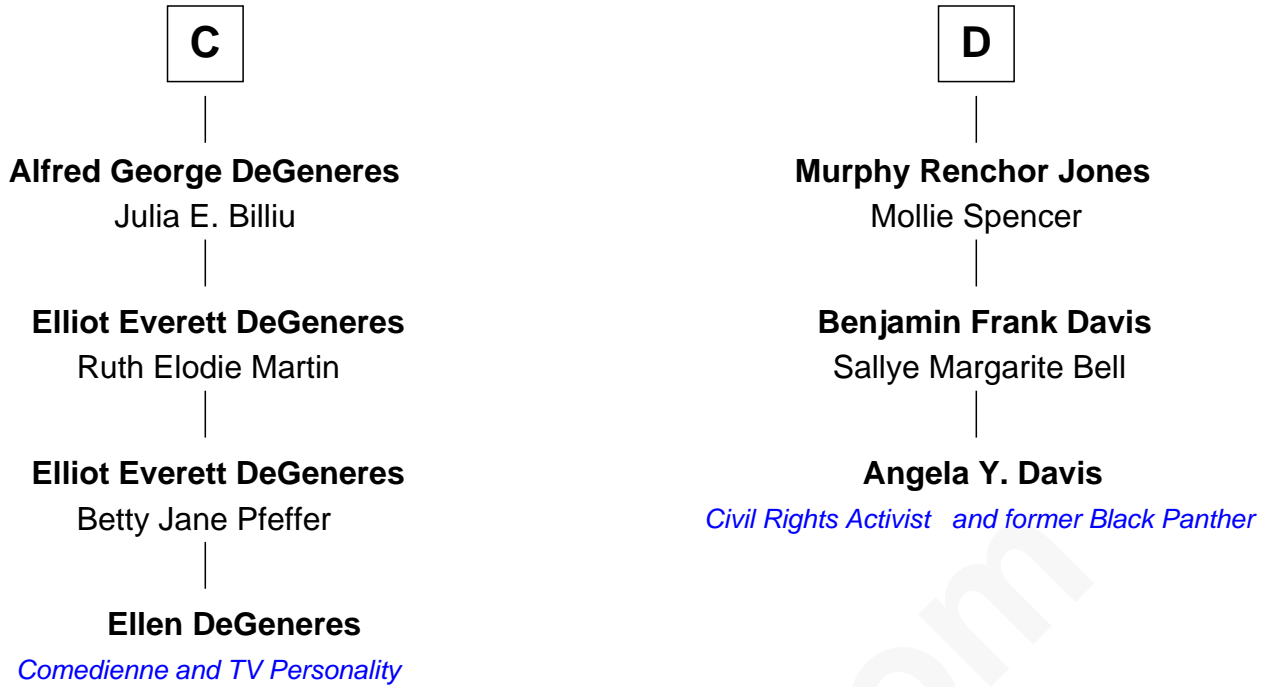 C
Alfred George DeGeneres
Julia E. Billiu
Elliot Everett DeGeneres
Ruth Elodie Martin
Elliot Everett DeGeneres
Betty Jane Pfeffer
Ellen DeGeneres
Comedienne and TV Personality
D
Murphy Renchor Jones
Mollie Spencer
Benjamin Frank Davis
Sallye Margarite Bell
Angela Y. Davis
Civil Rights Activist and former Black Panther
om